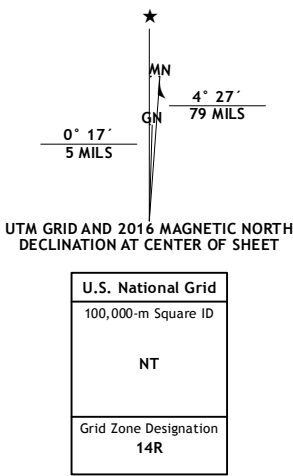 MN
4° 27´
79 MILS
GN
0° 17´
5 MILS
UTM GRID AND 2016 MAGNETIC NORTH
DECLINATION AT CENTER OF SHEET
U.S. National Grid
100,000-m Square ID
NT
Grid Zone Designation
14R